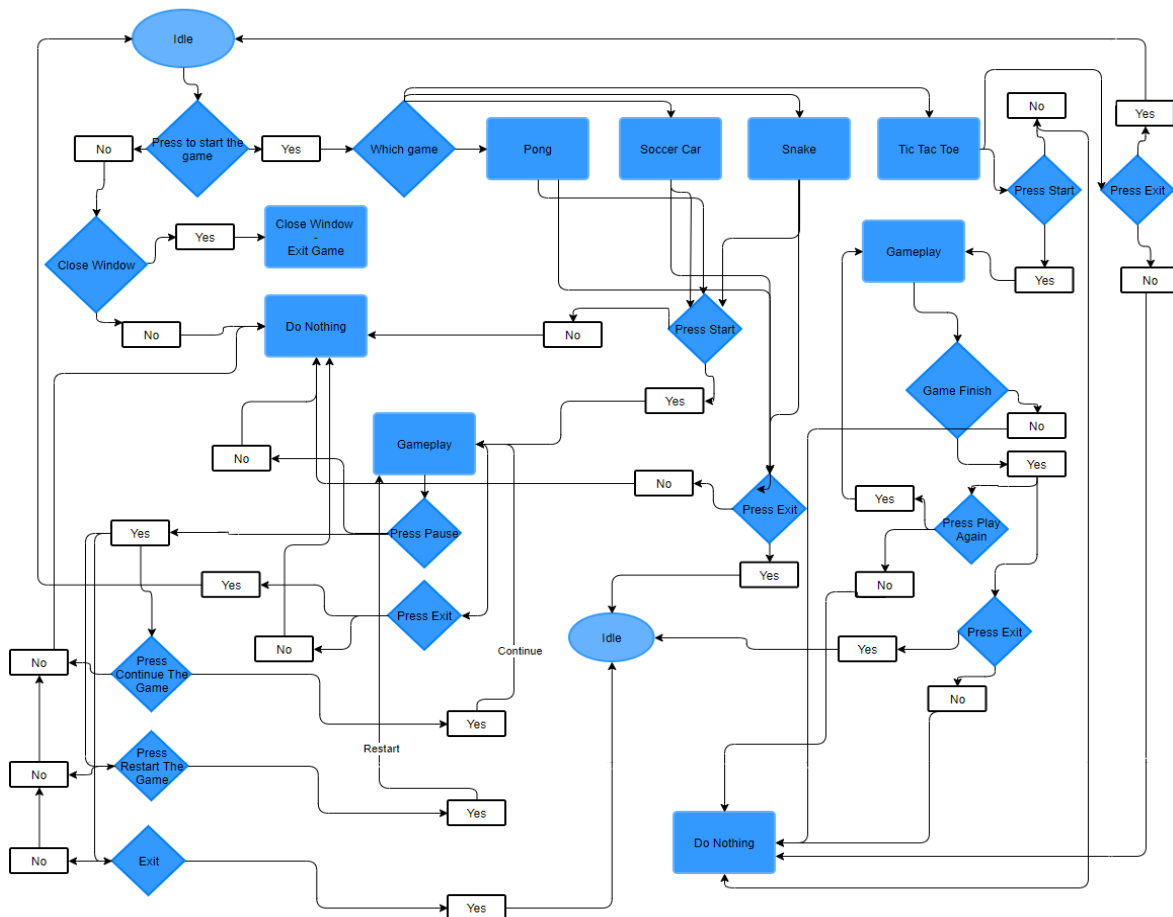 Idle
Press to start the
game
No
Yes
Which game
Pong
Soccer Car
Snake
Tic Tac Toe
No
Yes
Press Start
Press Exit
Close Window
Yes
Close Window
-
Exit Game
Gameplay
Yes
No
No
Do Nothing
No
Press Start
Game Finish
Yes
No
Gameplay
No
Yes
No
Press Exit
Yes
Press Play
Again
Yes
Press Pause
Yes
Press Exit
Yes
No
No
Idle
Press Exit
Yes
No
Continue
No
Press
Continue The
Game
Yes
Restart
No
Press
Restart The
Game
Yes
No
Exit
Yes
Do Nothing